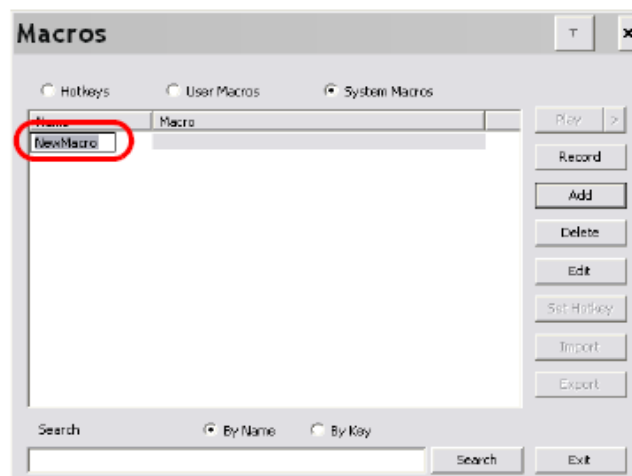 Macros
T x
Hotkeys User Macros System Macros
Name Macro Play >
NewMacro
Record
Add
Delete
Edit
Set Hotkey
Import
Export
Search By Name By Key
Search Exit